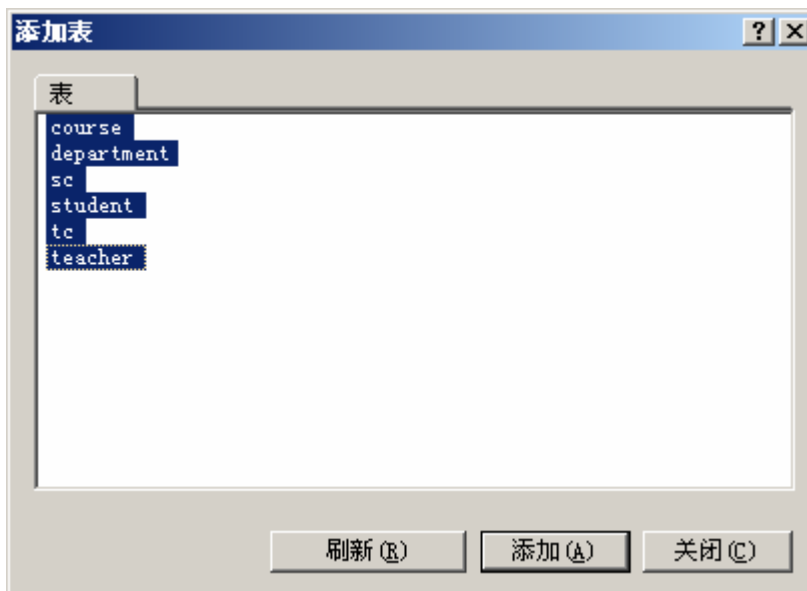 添加表
表
course
department
sc
student
tc
teacher
刷新(R) 添加(A) 关闭(C)